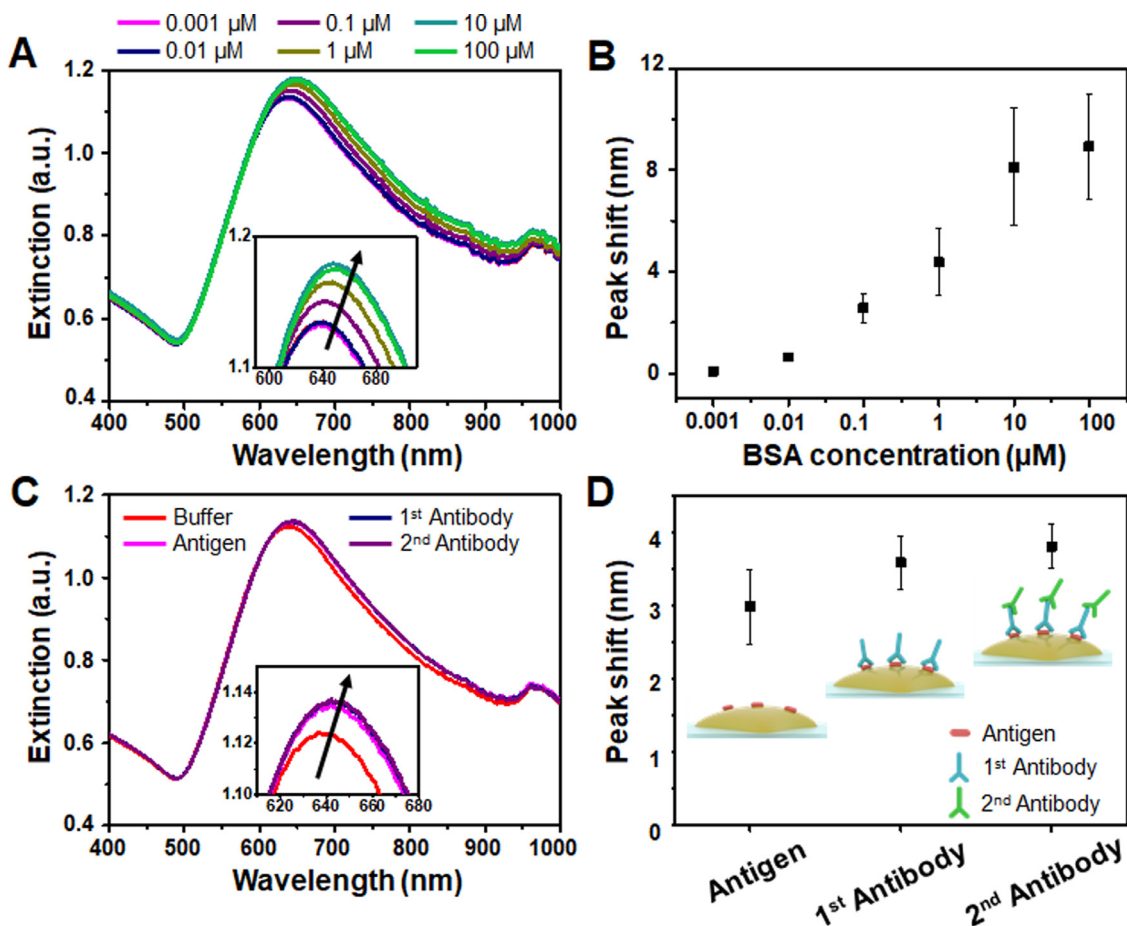 0.001 µM 0.1 µM 10 µM
0.01 µM 1 µM 100 µM
A
1.2
1.0
0.8
0.6
0.4
Extinction (a.u.)
1.2
1.1
600 640 680
400 500 600 700 800 900 1000
Wavelength (nm)
B
12
8
4
0
Peak shift (nm)
0.001 0.01 0.1 1 10 100
BSA concentration (µM)
C
1.2
1.0
0.8
0.6
0.4
Extinction (a.u.)
Buffer 1st Antibody
Antigen 2nd Antibody
1.14
1.12
1.10
620 640 660 680
400 500 600 700 800 900 1000
Wavelength (nm)
D
4
3
2
1
0
Peak shift (nm)
Antigen
1st Antibody
2nd Antibody
Antigen
1st Antibody
2nd Antibody